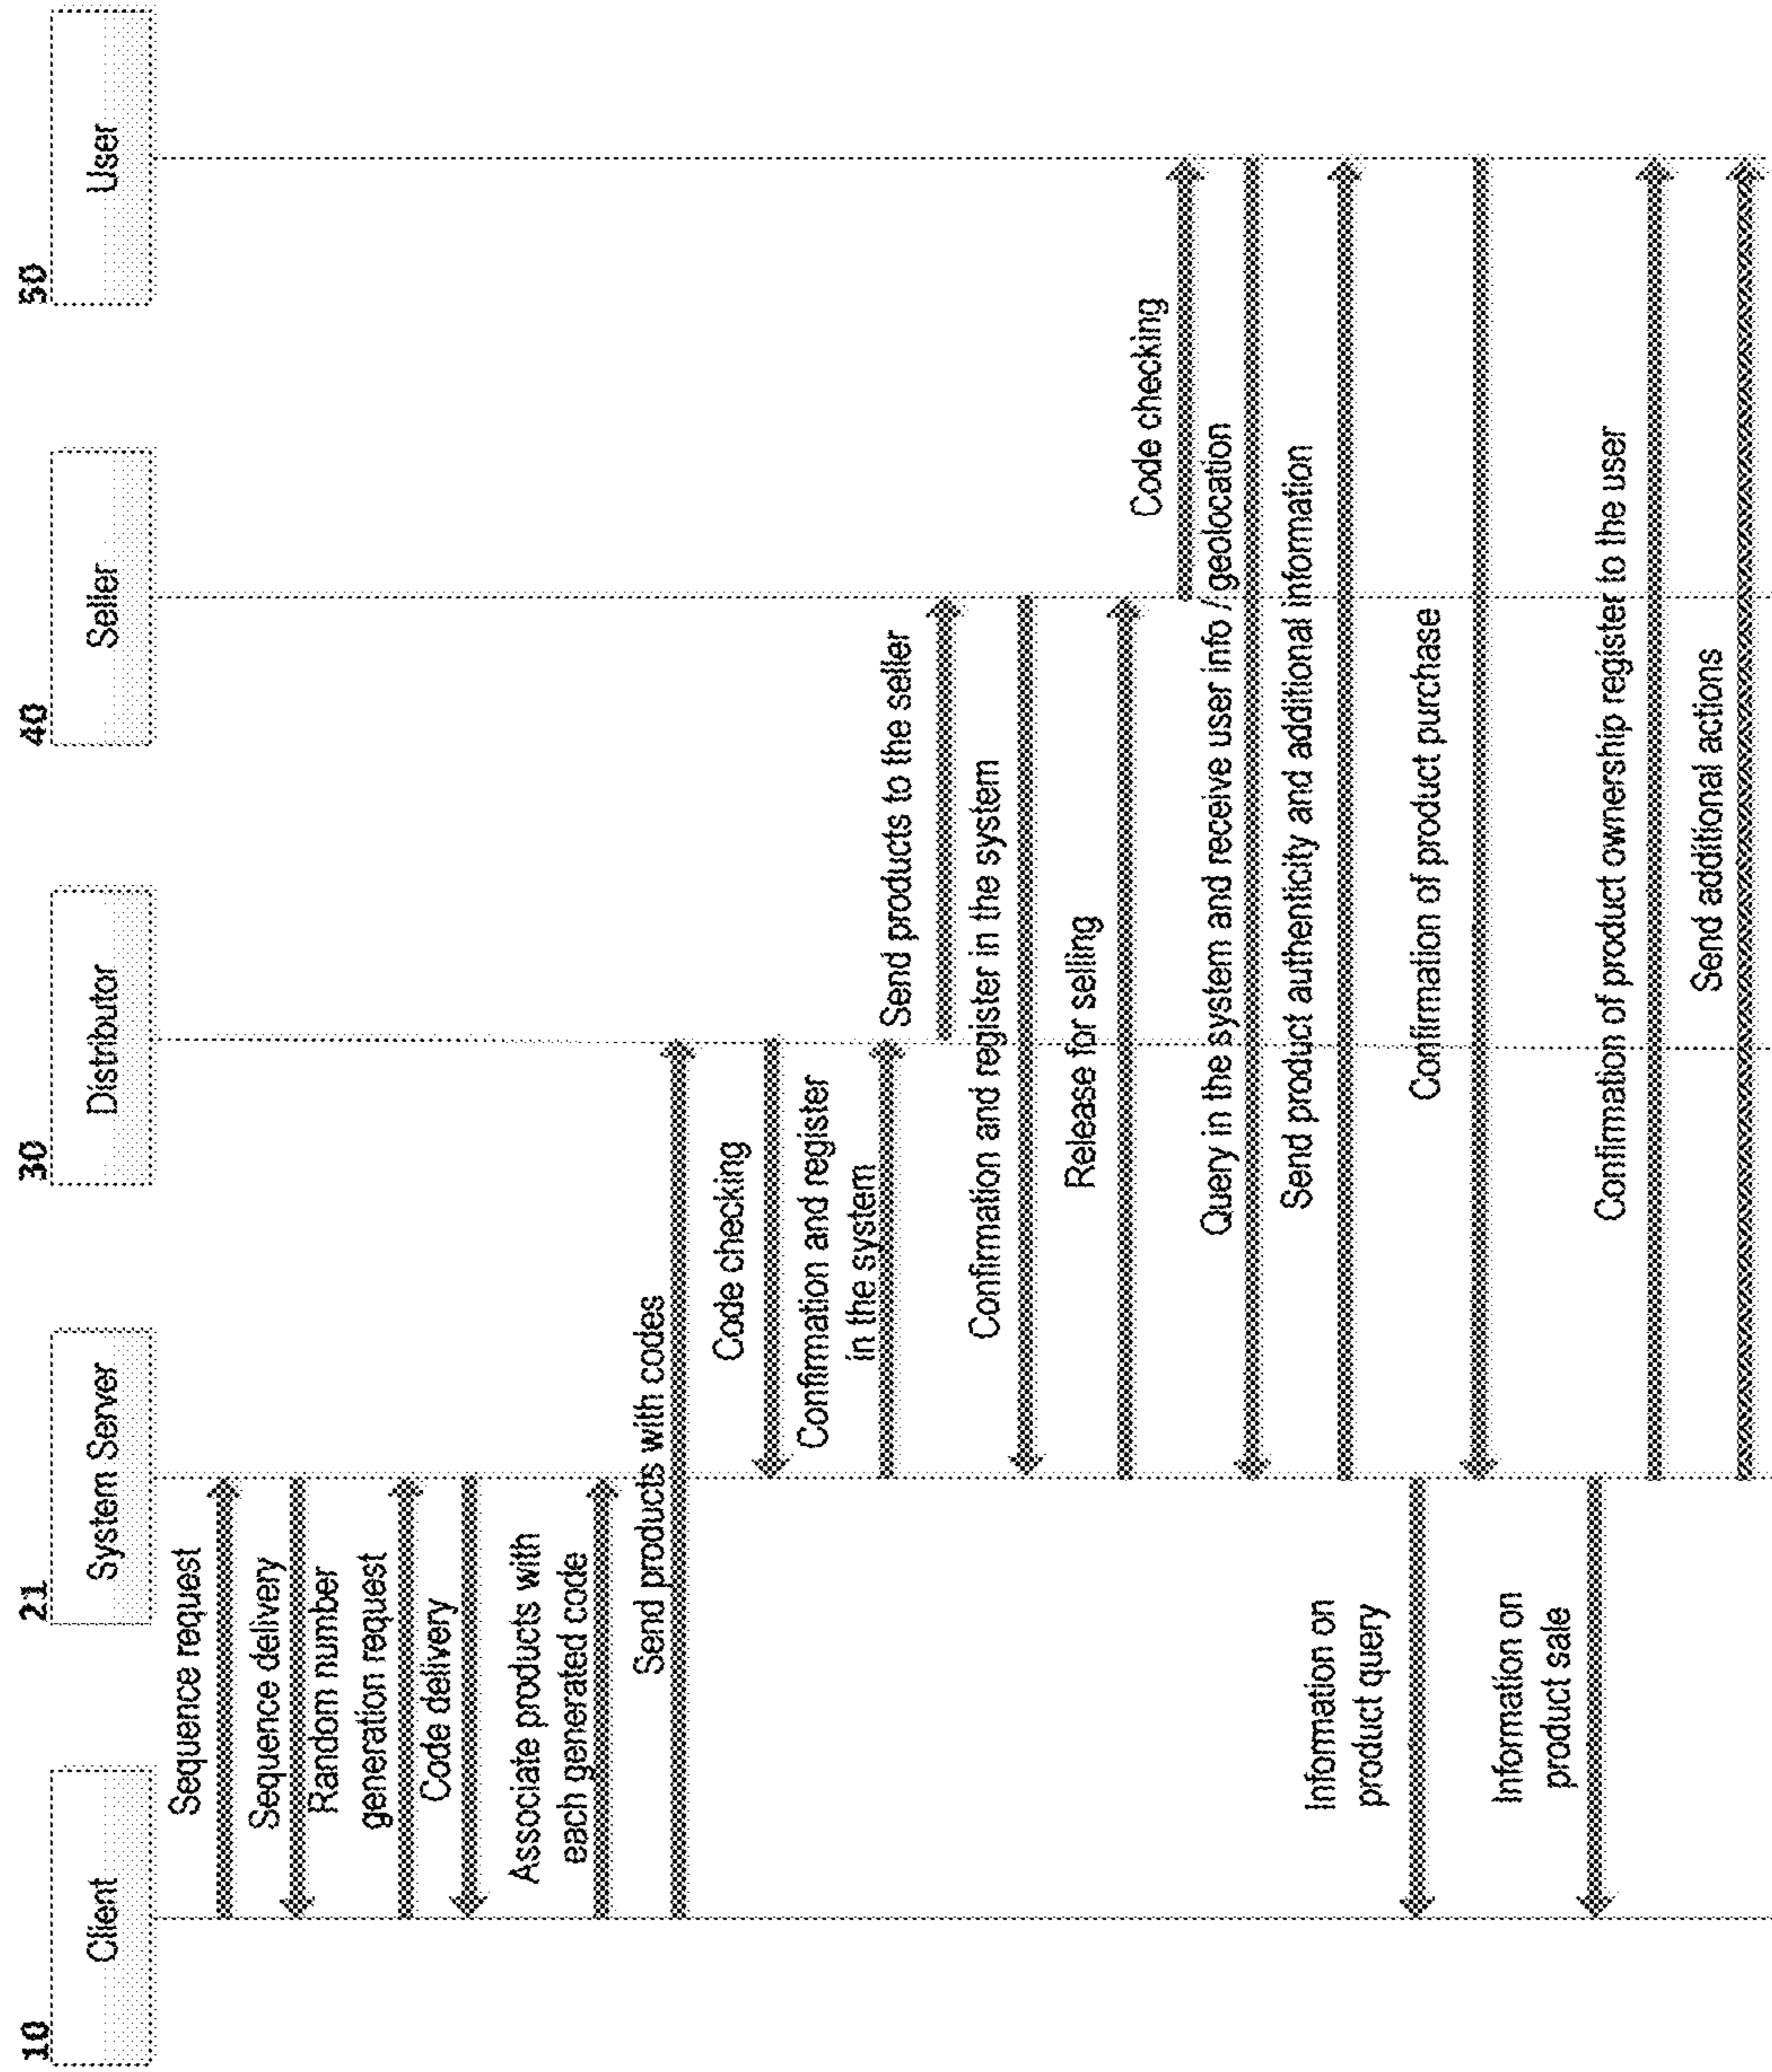 10
Client
21
System Server
30
Distributor
40
Seller
50
User
Sequence request
Sequence delivery
Random number
generation request
Code delivery
Associate products with
each generated code
Send products with codes
Code checking
Confirmation and register
in the system
Send products to the seller
Confirmation and register in the system
Release for selling
Code checking
Query in the system and receive user info / geolocation
Send product authenticity and additional information
Information on
product query
Confirmation of product purchase
Information on
product sale
Confirmation of product ownership register to the user
Send additional actions